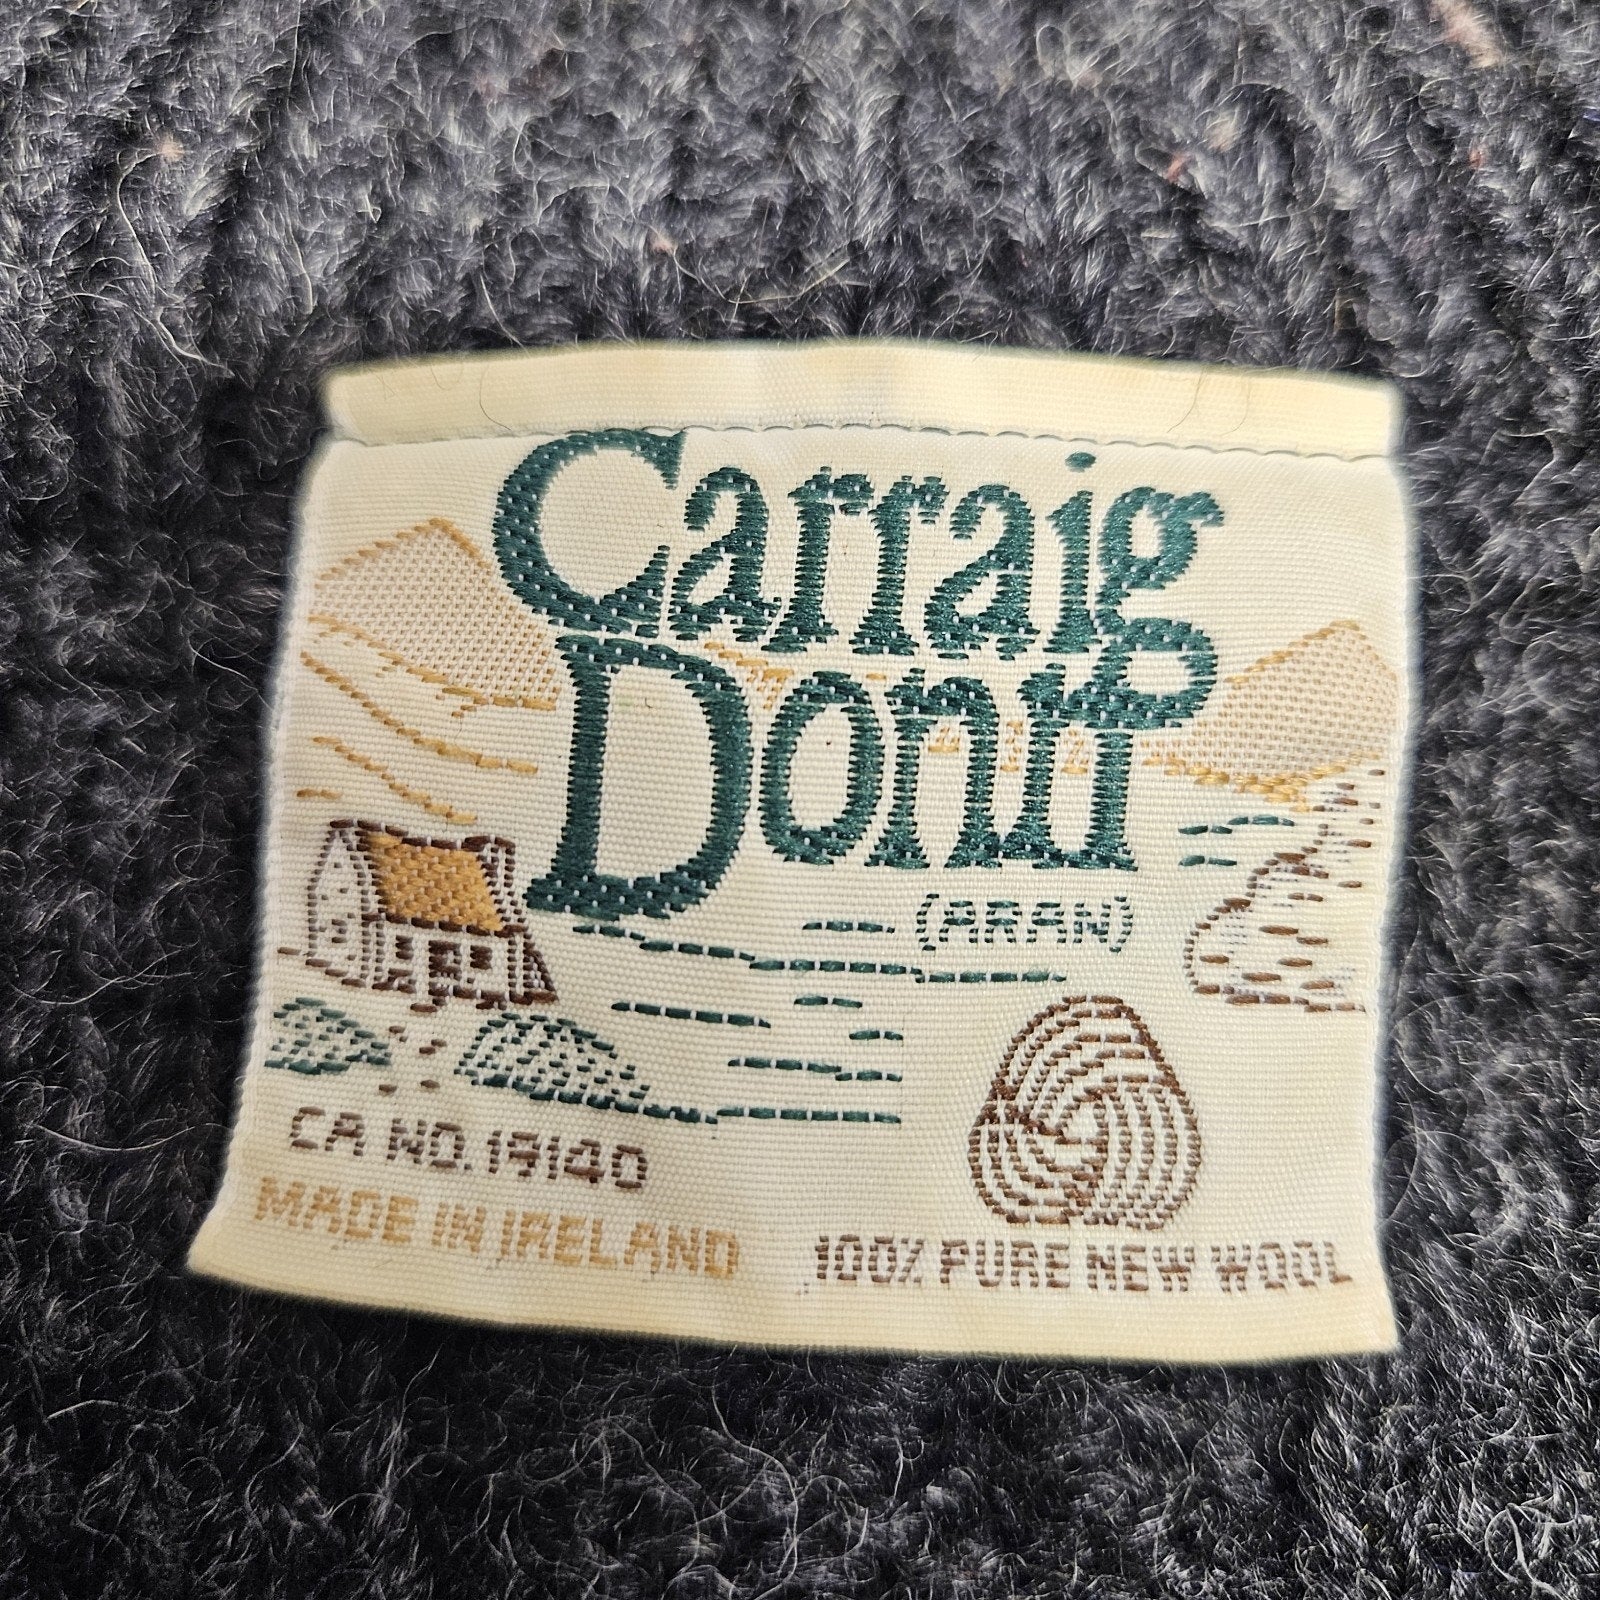 Carraig
Donn
(ARAN)
CA NO. 19140
MADE IN IRELAND
100% PURE NEW WOOL